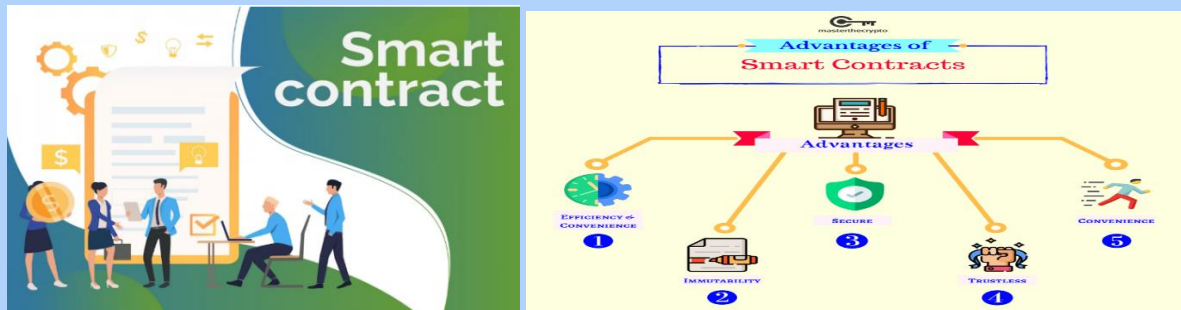 Smart
contract
$
$
$
masterthecrypto
Advantages of
Smart Contracts
Advantages
Efficiency &
Convenience
1
Immutability
2
Secure
3
Trustless
4
Convenience
5